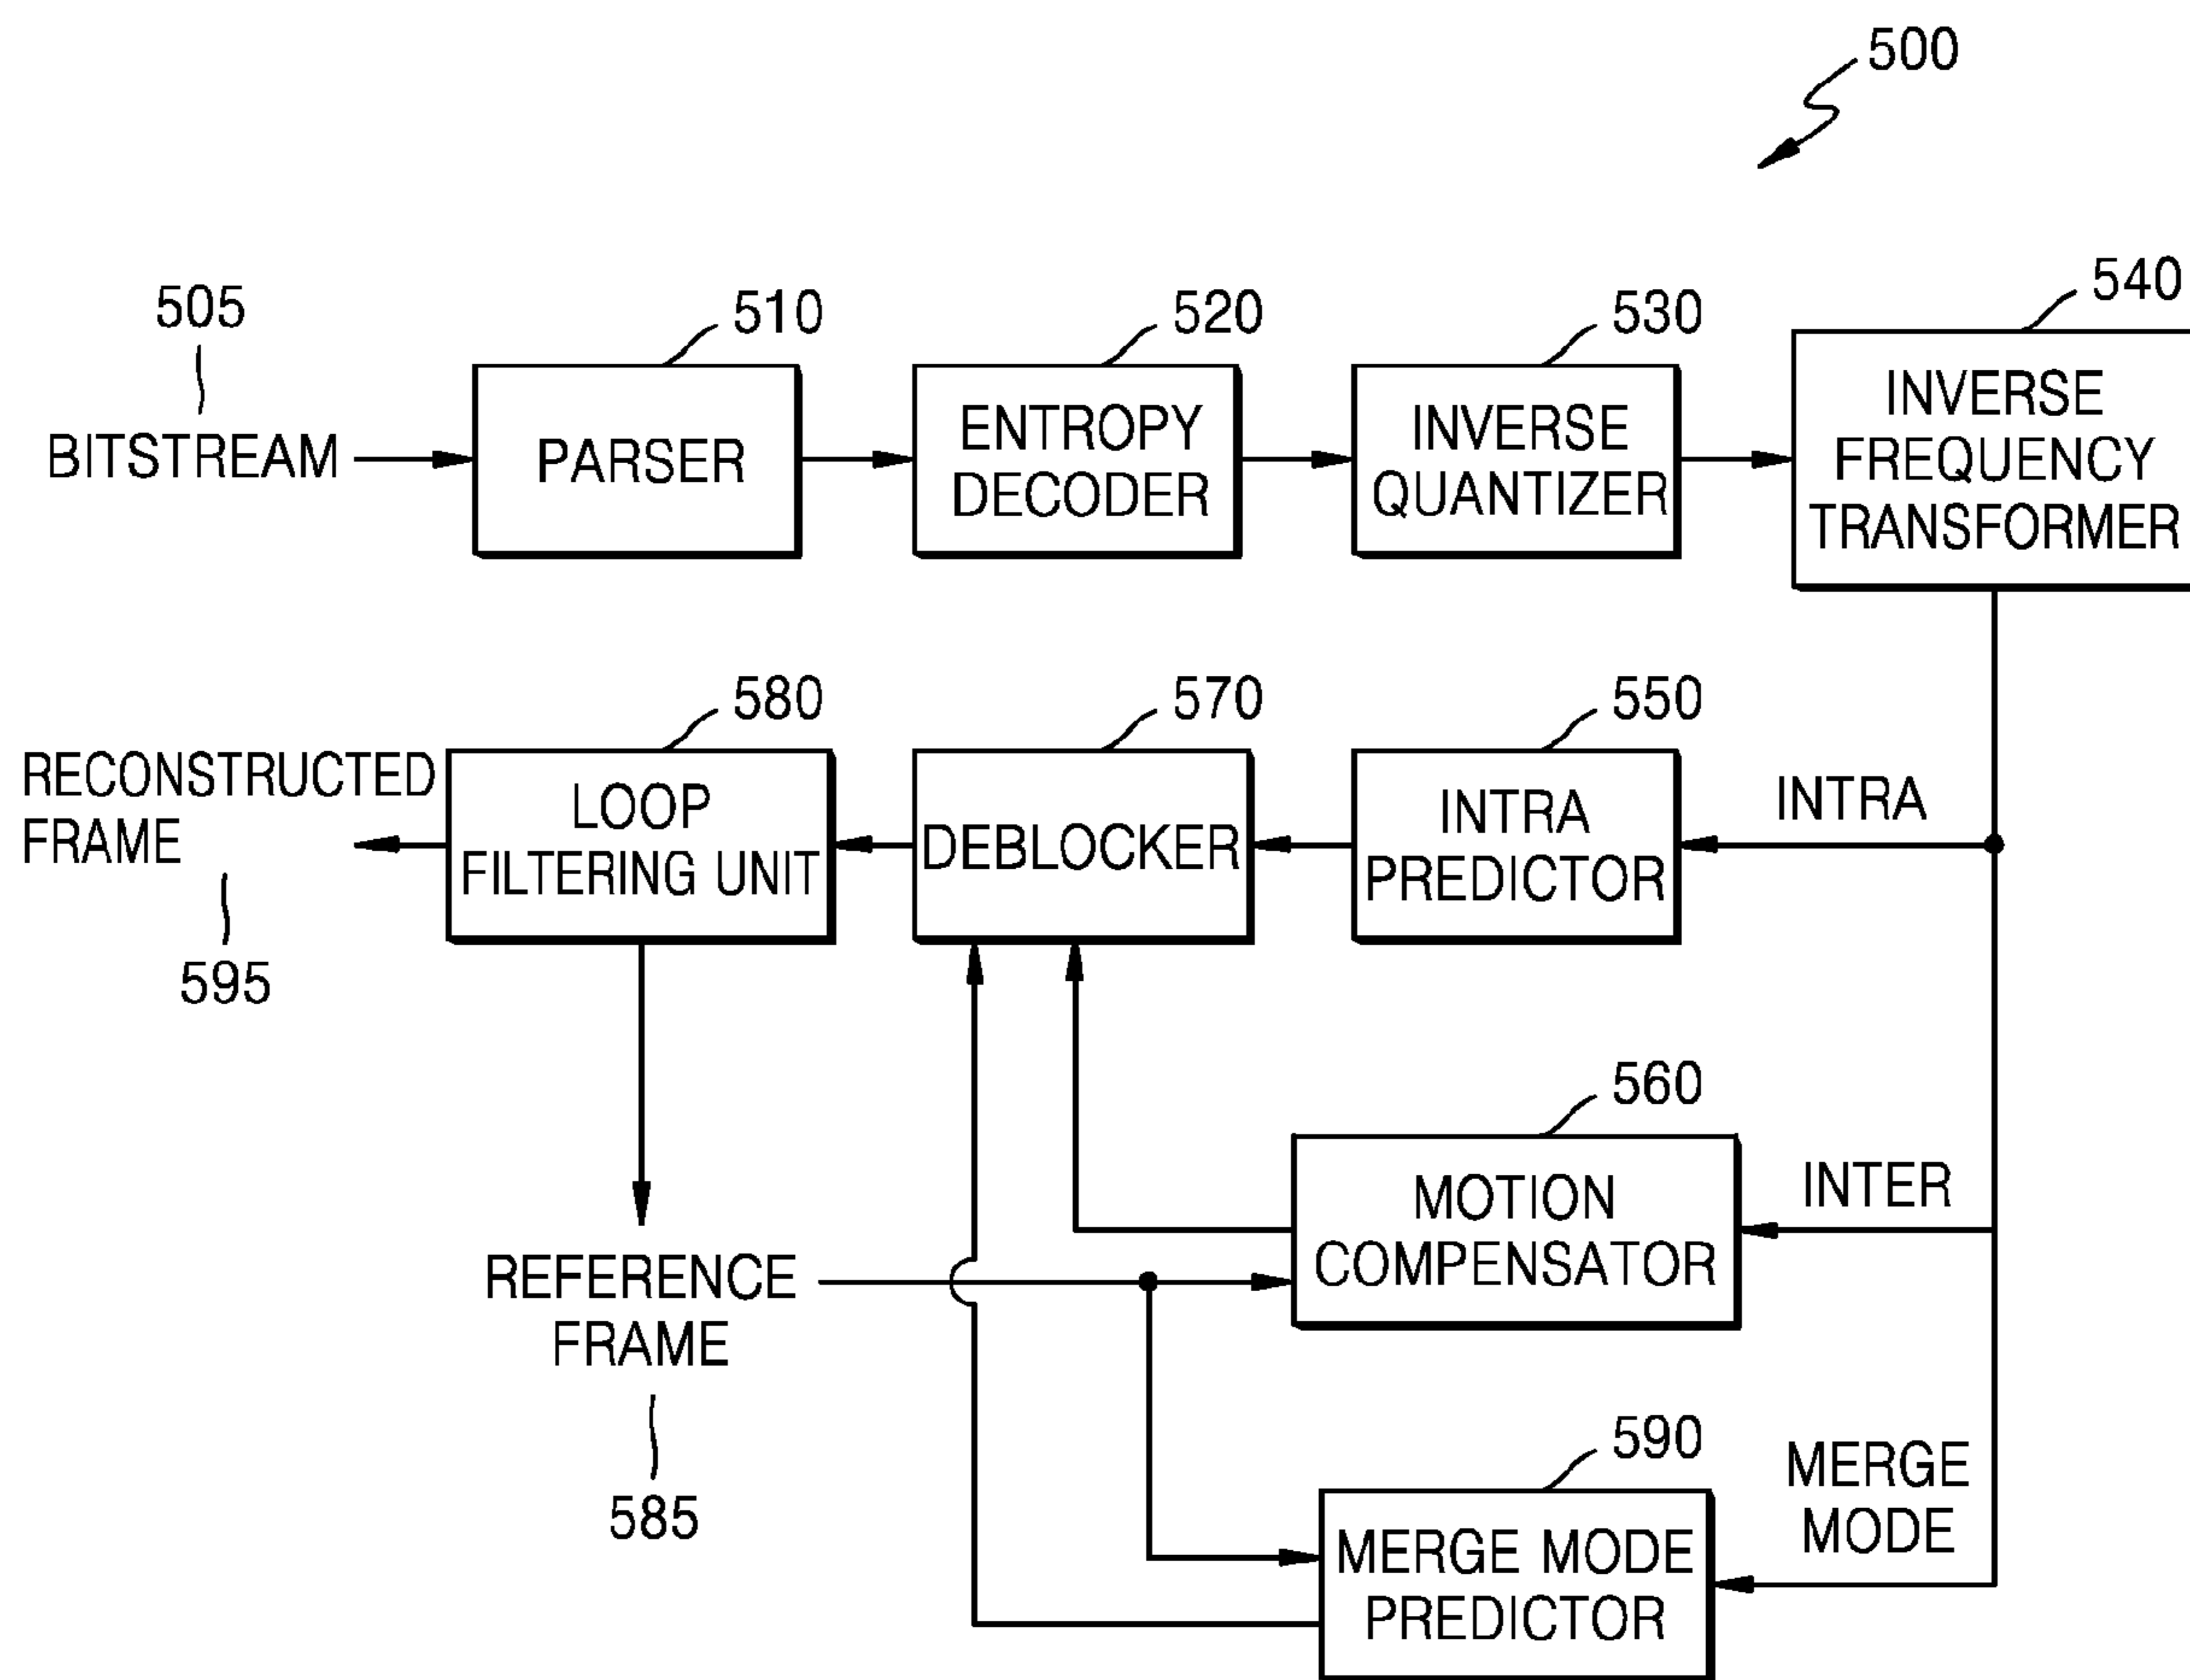 500
505
510
520
530
540
BITSTREAM
PARSER
ENTROPY
DECODER
INVERSE
QUANTIZER
INVERSE
FREQUENCY
TRANSFORMER
580
570
550
RECONSTRUCTED
FRAME
595
LOOP
FILTERING UNIT
DEBLOCKER
INTRA
PREDICTOR
INTRA
560
MOTION
COMPENSATOR
INTER
REFERENCE
FRAME
585
590
MERGE MODE
PREDICTOR
MERGE
MODE